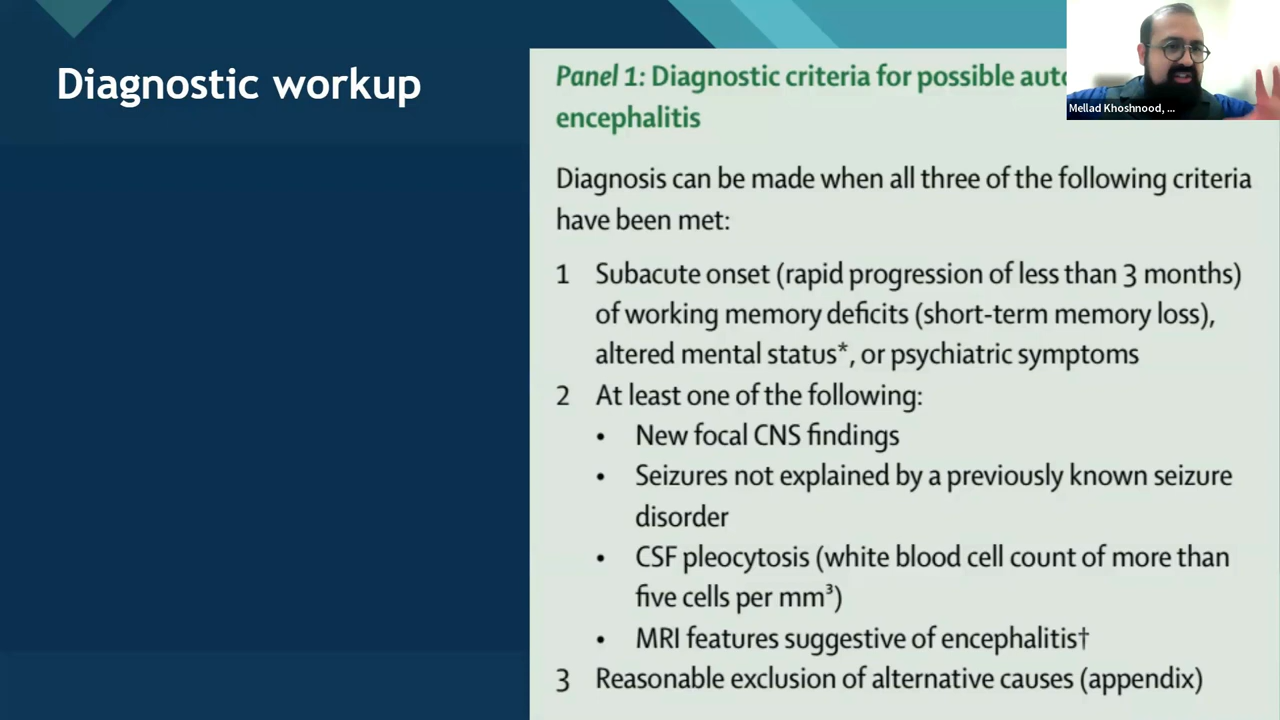 Diagnostic workup
Panel 1: Diagnostic criteria for possible auto
encephalitis
Diagnosis can be made when all three of the following criteria
have been met:
1 Subacute onset (rapid progression of less than 3 months)
of working memory deficits (short-term memory loss),
altered mental status*, or psychiatric symptoms
2 At least one of the following:
• New focal CNS findings
• Seizures not explained by a previously known seizure
disorder
• CSF pleocytosis (white blood cell count of more than
five cells per mm³)
• MRI features suggestive of encephalitis†
3 Reasonable exclusion of alternative causes (appendix)
Mellad Khoshnood, ...